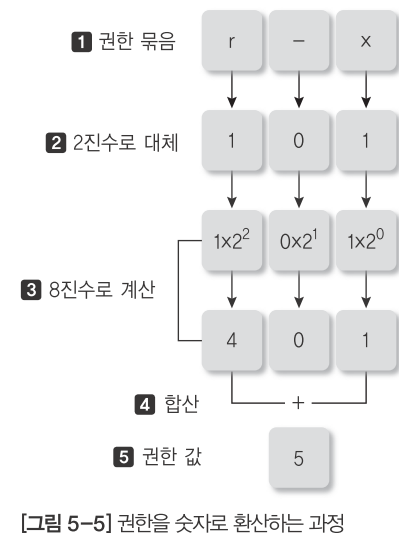 1 권한 묶음 r – x
2 2진수로 대체 1 0 1
1x2² 0x2¹ 1x2⁰
3 8진수로 계산
4 0 1
4 합산 +
5 권한 값 5
[그림 5-5] 권한을 숫자로 환산하는 과정